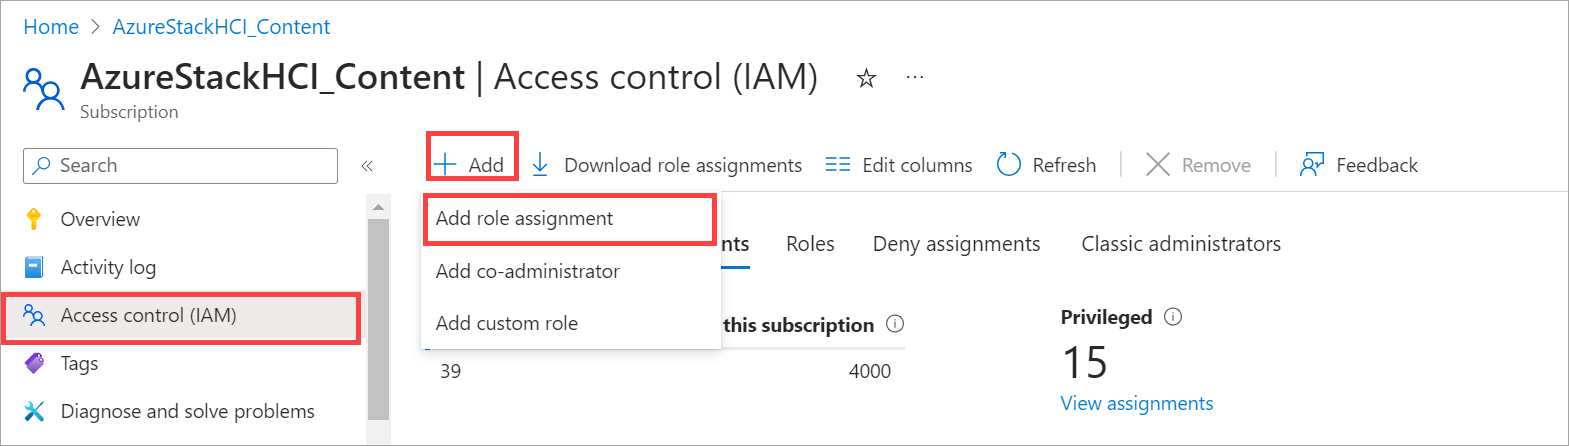 Home > AzureStackHCI_Content
AzureStackHCI_Content | Access control (IAM) ☆ ...
Subscription
Search «
+ Add Download role assignments Edit columns Refresh Remove Feedback
Overview
Activity log
Access control (IAM)
Tags
Diagnose and solve problems
Add role assignment
Add co-administrator
Add custom role
nts Roles Deny assignments Classic administrators
this subscription
39 4000
Privileged
15
View assignments